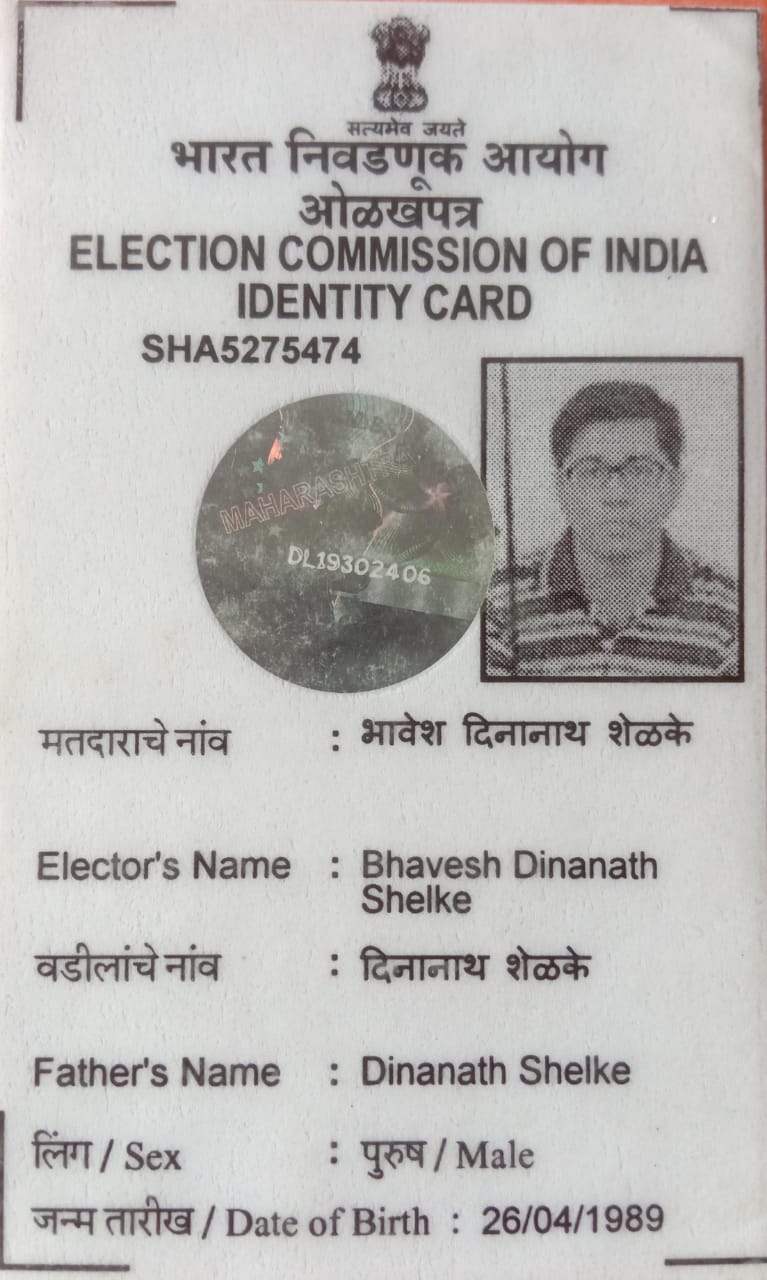 सत्यमेव जयते
भारत निवडणूक आयोग
ओळखपत्र
ELECTION COMMISSION OF INDIA
IDENTITY CARD
SHA5275474
MAHARASHTRA
DL19302406
मतदाराचे नांव : भावेश दिनानाथ शेळके
Elector's Name : Bhavesh Dinanath
Shelke
वडीलांचे नांव : दिनानाथ शेळके
Father's Name : Dinanath Shelke
लिंग / Sex : पुरुष / Male
जन्म तारीख / Date of Birth : 26/04/1989